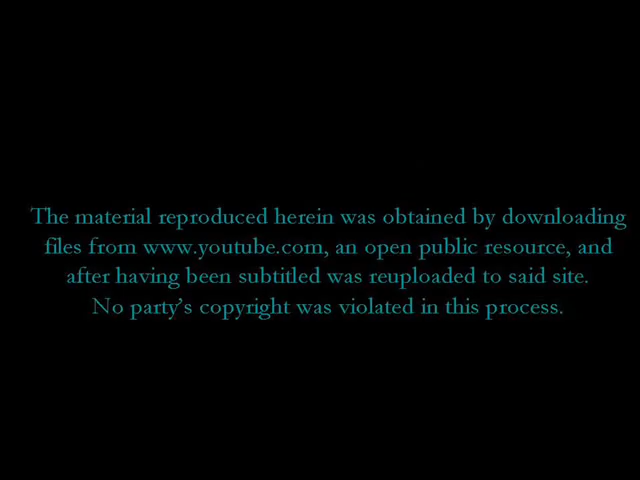 The material reproduced herein was obtained by downloading
files from www.youtube.com, an open public resource, and
after having been subtitled was reuploaded to said site.
No party's copyright was violated in this process.